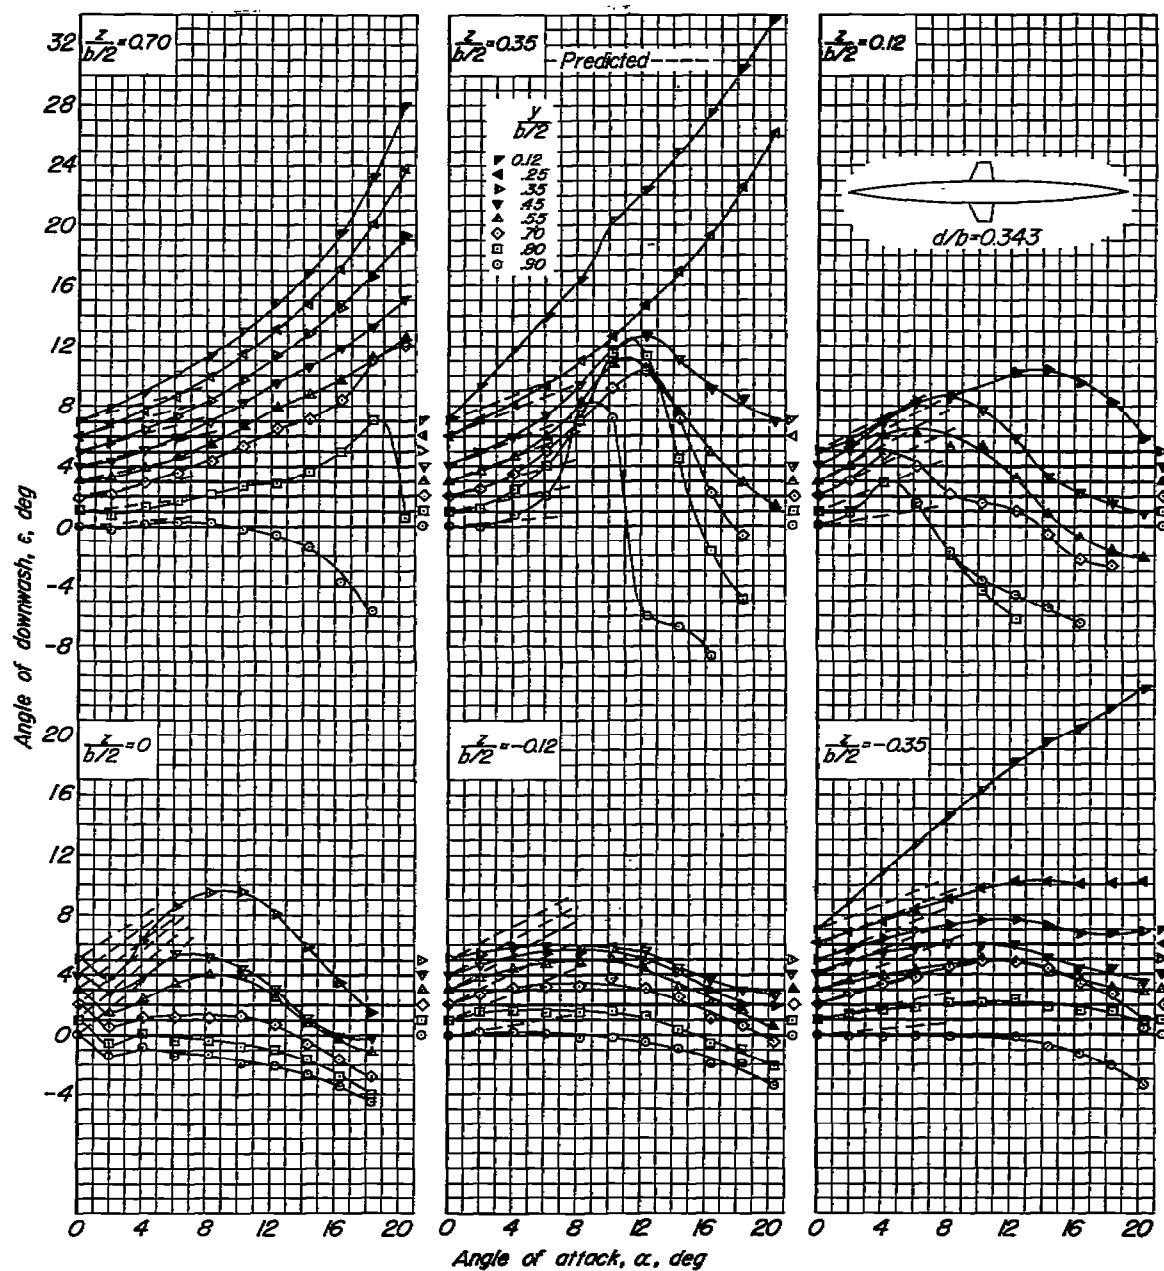 z/b/2 = 0.70
z/b/2 = 0.35
z/b/2 = 0.12
Predicted
y/b/2
0.12
.25
.35
.45
.55
.70
.80
.90
d/b = 0.343
32
28
24
20
16
12
8
4
0
-4
-8
Angle of downwash, ε, deg
z/b/2 = 0
z/b/2 = -0.12
z/b/2 = -0.35
20
16
12
8
4
0
-4
0 4 8 12 16 20
0 4 8 12 16 20
0 4 8 12 16 20
Angle of attack, α, deg